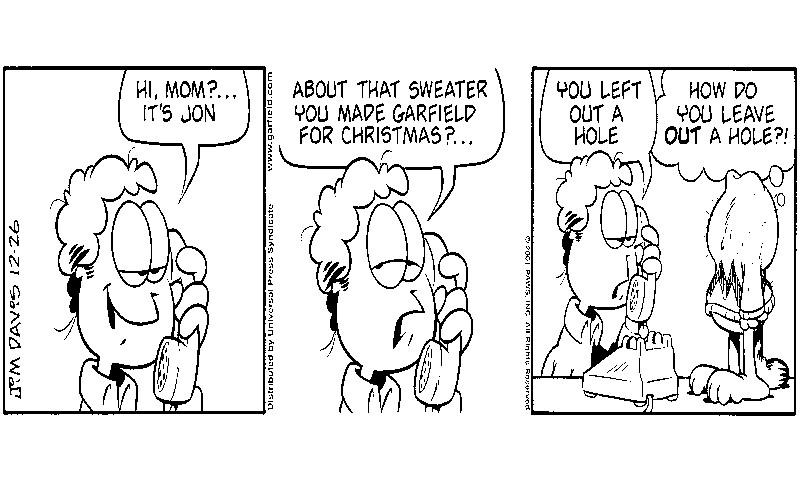 HI, MOM?...
IT'S JON
JIM DAVIS 12·26
www.garfield.com
Distributed by Universal Press Syndicate
ABOUT THAT SWEATER
YOU MADE GARFIELD
FOR CHRISTMAS?...
© 2001 PAWS, INC. All Rights Reserved.
YOU LEFT
OUT A
HOLE
HOW DO
YOU LEAVE
OUT A HOLE?!